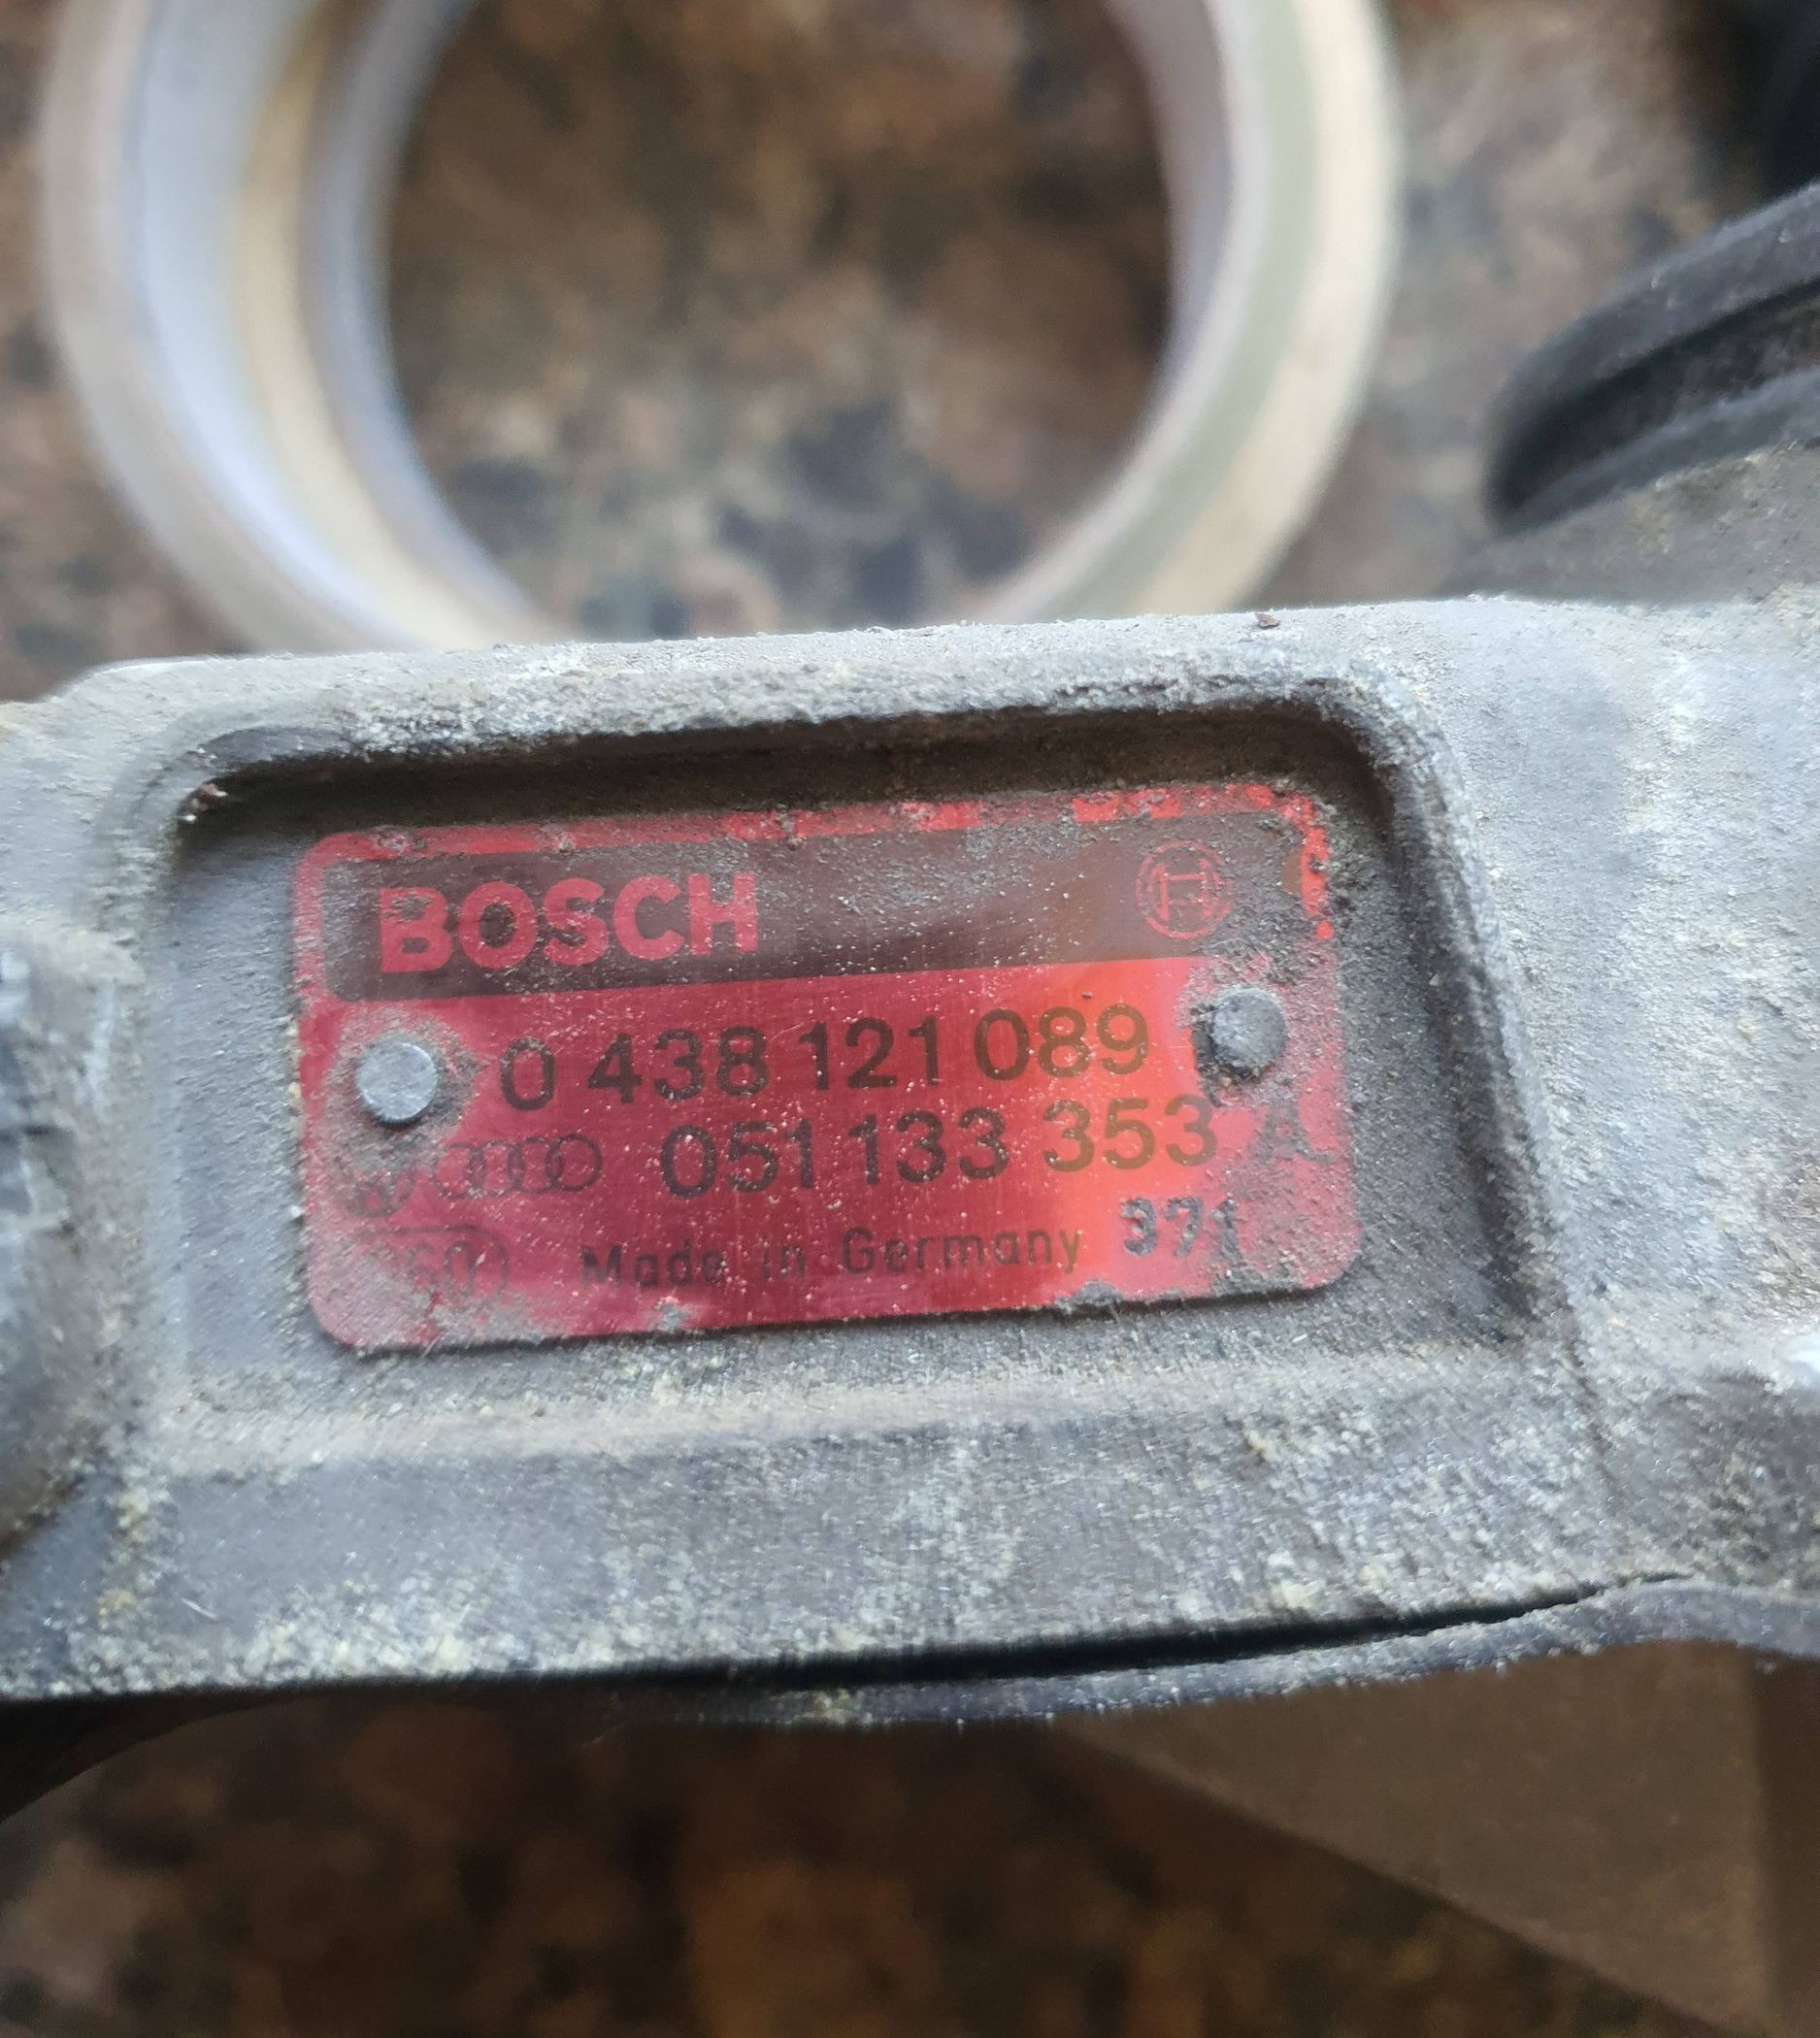 BOSCH
0 438 121 089
051 133 353 A
Made in Germany 371